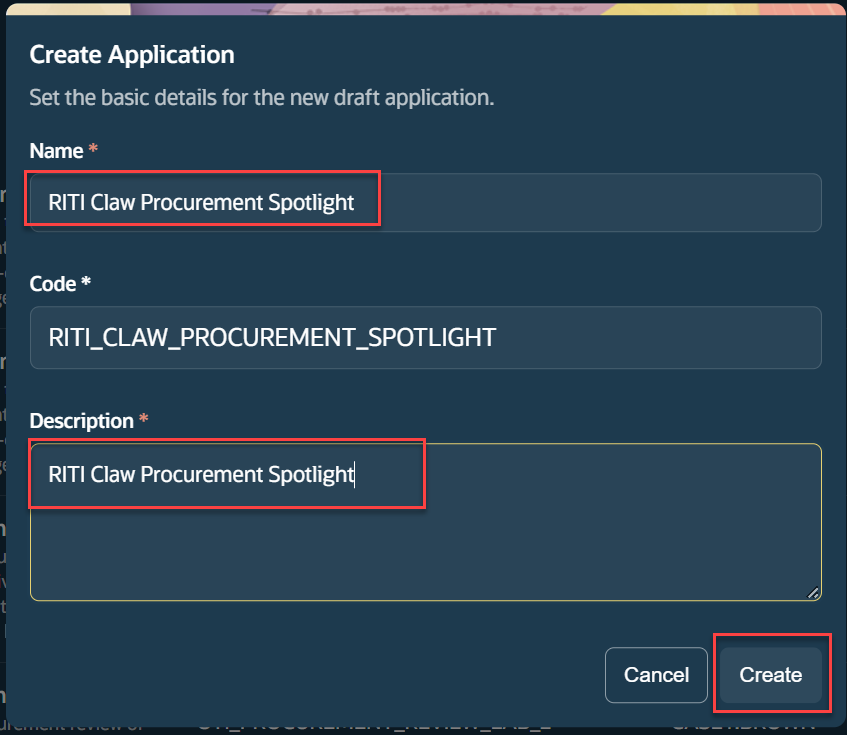 Create Application
Set the basic details for the new draft application.
Name *
RITI Claw Procurement Spotlight
Code *
RITI_CLAW_PROCUREMENT_SPOTLIGHT
Description *
RITI Claw Procurement Spotlight
Cancel
Create